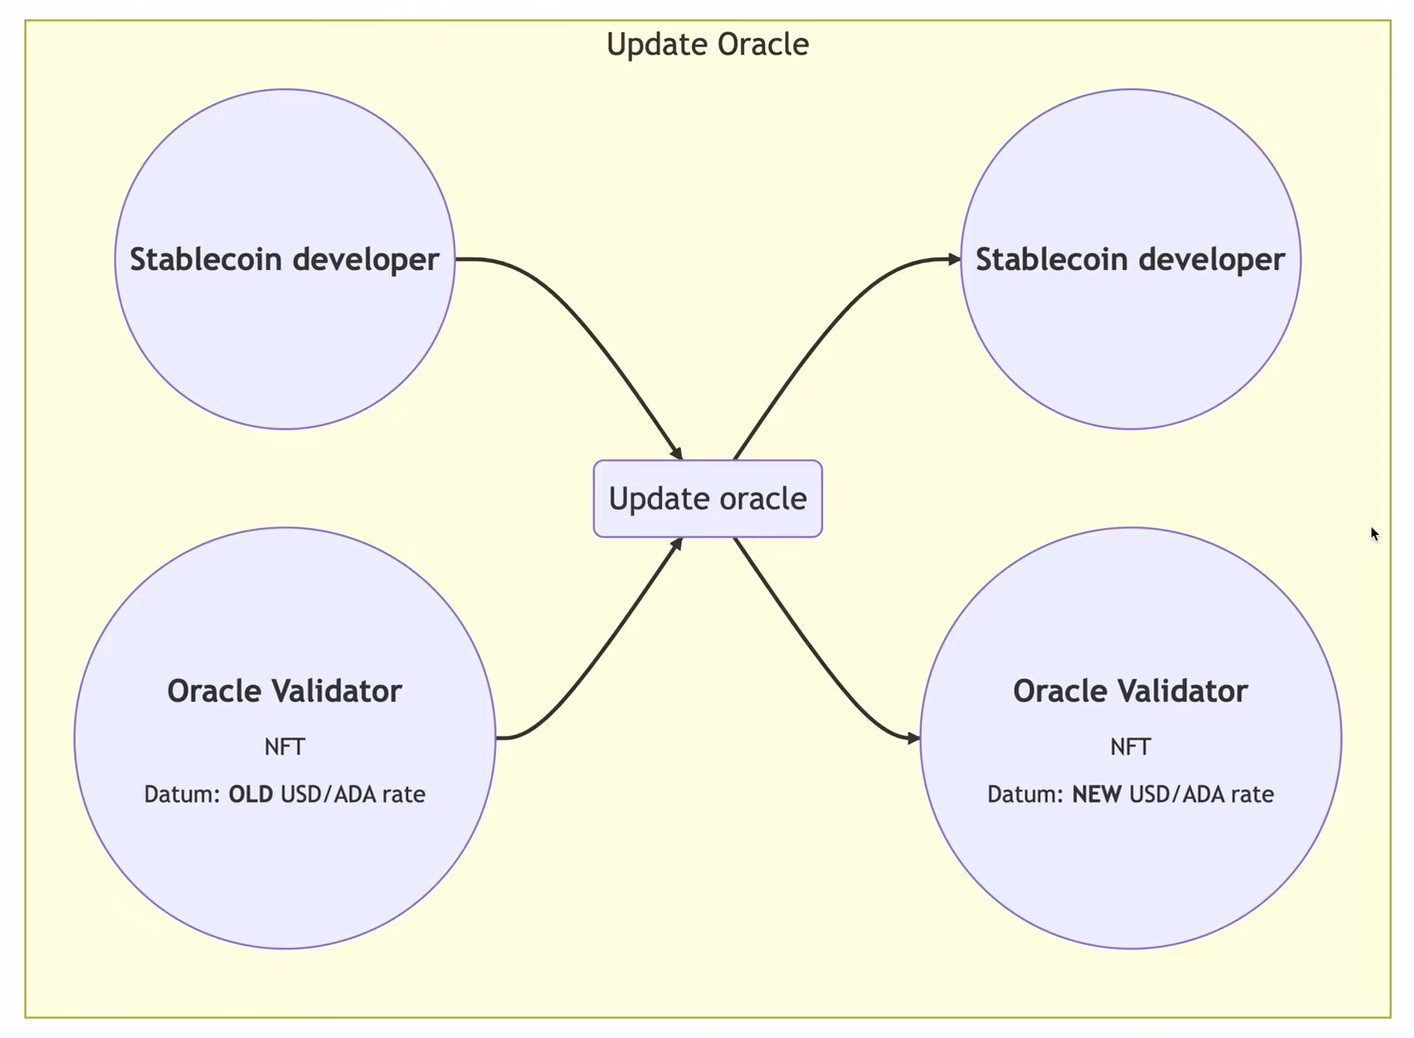 Update Oracle
Stablecoin developer
Stablecoin developer
Update oracle
Oracle Validator
NFT
Datum: OLD USD/ADA rate
Oracle Validator
NFT
Datum: NEW USD/ADA rate